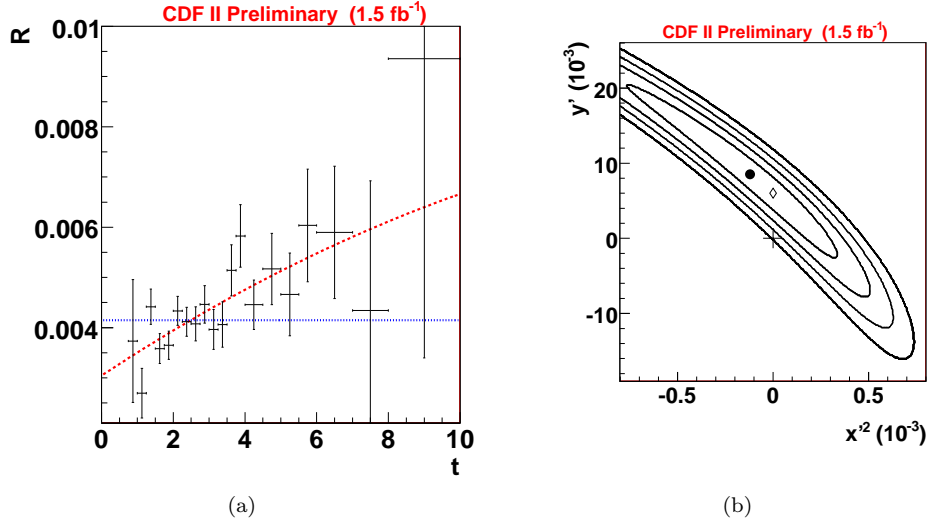 CDF II Preliminary (1.5 fb⁻¹)
R
0.01
0.008
0.006
0.004
0 2 4 6 8 10
t
(a)
CDF II Preliminary (1.5 fb⁻¹)
y' (10⁻³)
20
10
0
-10
-0.5 0 0.5
x'² (10⁻³)
(b)